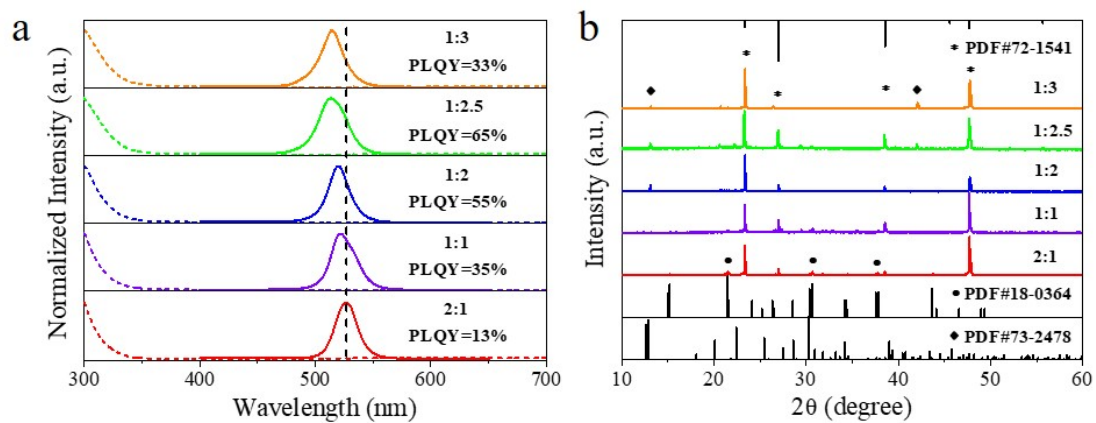 a
Normalized Intensity (a.u.)
1:3
PLQY=33%
1:2.5
PLQY=65%
1:2
PLQY=55%
1:1
PLQY=35%
2:1
PLQY=13%
300 400 500 600 700
Wavelength (nm)
b
Intensity (a.u.)
* PDF#72-1541
1:3
1:2.5
1:2
1:1
2:1
● PDF#18-0364
◆ PDF#73-2478
10 20 30 40 50 60
2θ (degree)